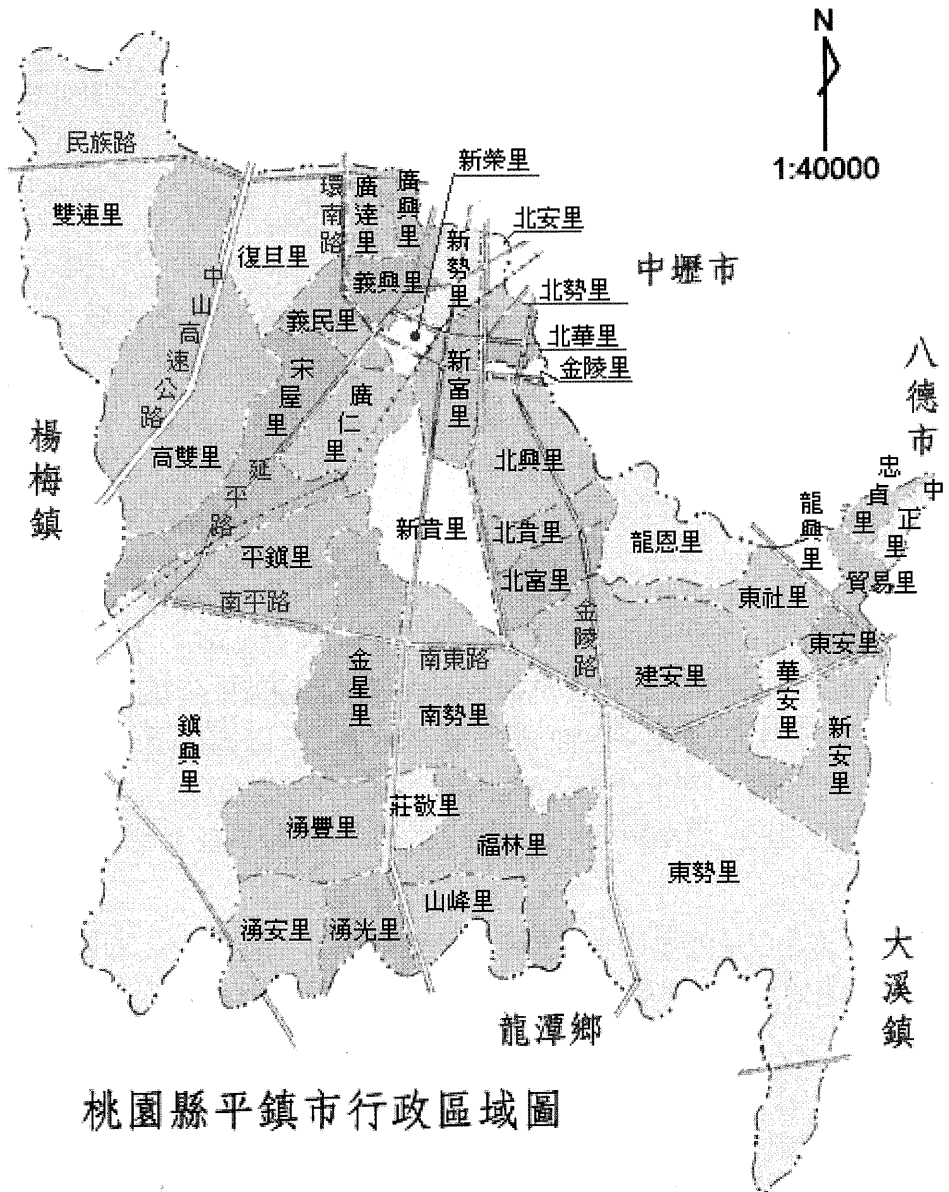 N
1:40000
民族路
新榮里
雙連里
環南路
廣達里
廣興里
北安里
復旦里
新勢里
中壢市
中山高速公路
義興里
北勢里
義民里
北華里
金陵里
宋屋里
新富里
八德市
廣仁里
楊梅鎮
高雙里
延平路
北興里
忠貞里
中正里
龍興里
新貴里
北貴里
龍恩里
平鎮里
北富里
貿易里
東社里
南平路
金陵路
東安里
金星里
南東路
建安里
華安里
南勢里
新安里
鎮興里
莊敬里
湧豐里
福林里
東勢里
山峰里
湧安里
湧光里
大溪鎮
龍潭鄉
桃園縣平鎮市行政區域圖